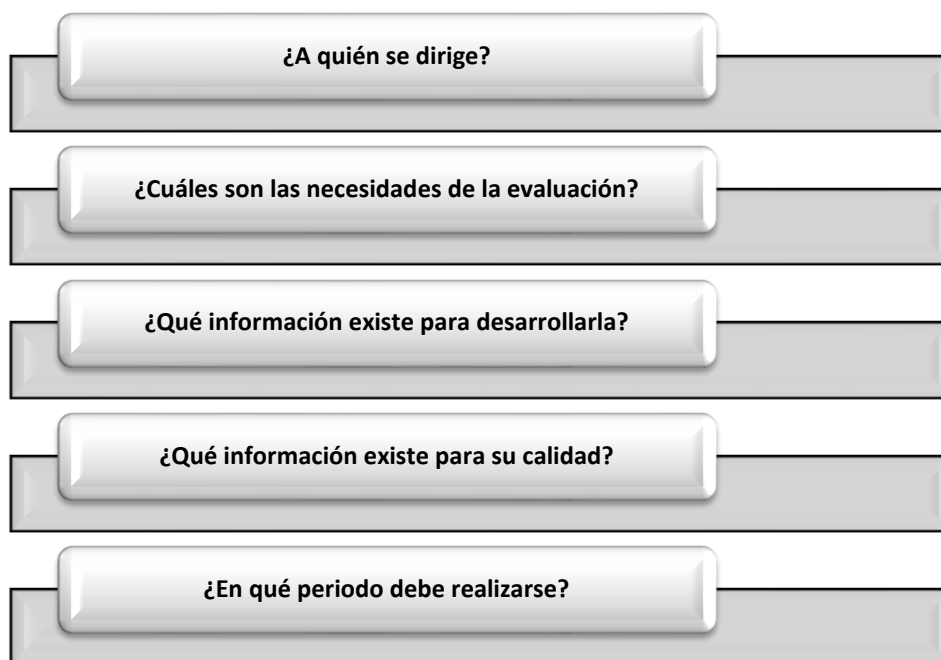 ¿A quién se dirige?
¿Cuáles son las necesidades de la evaluación?
¿Qué información existe para desarrollarla?
¿Qué información existe para su calidad?
¿En qué periodo debe realizarse?